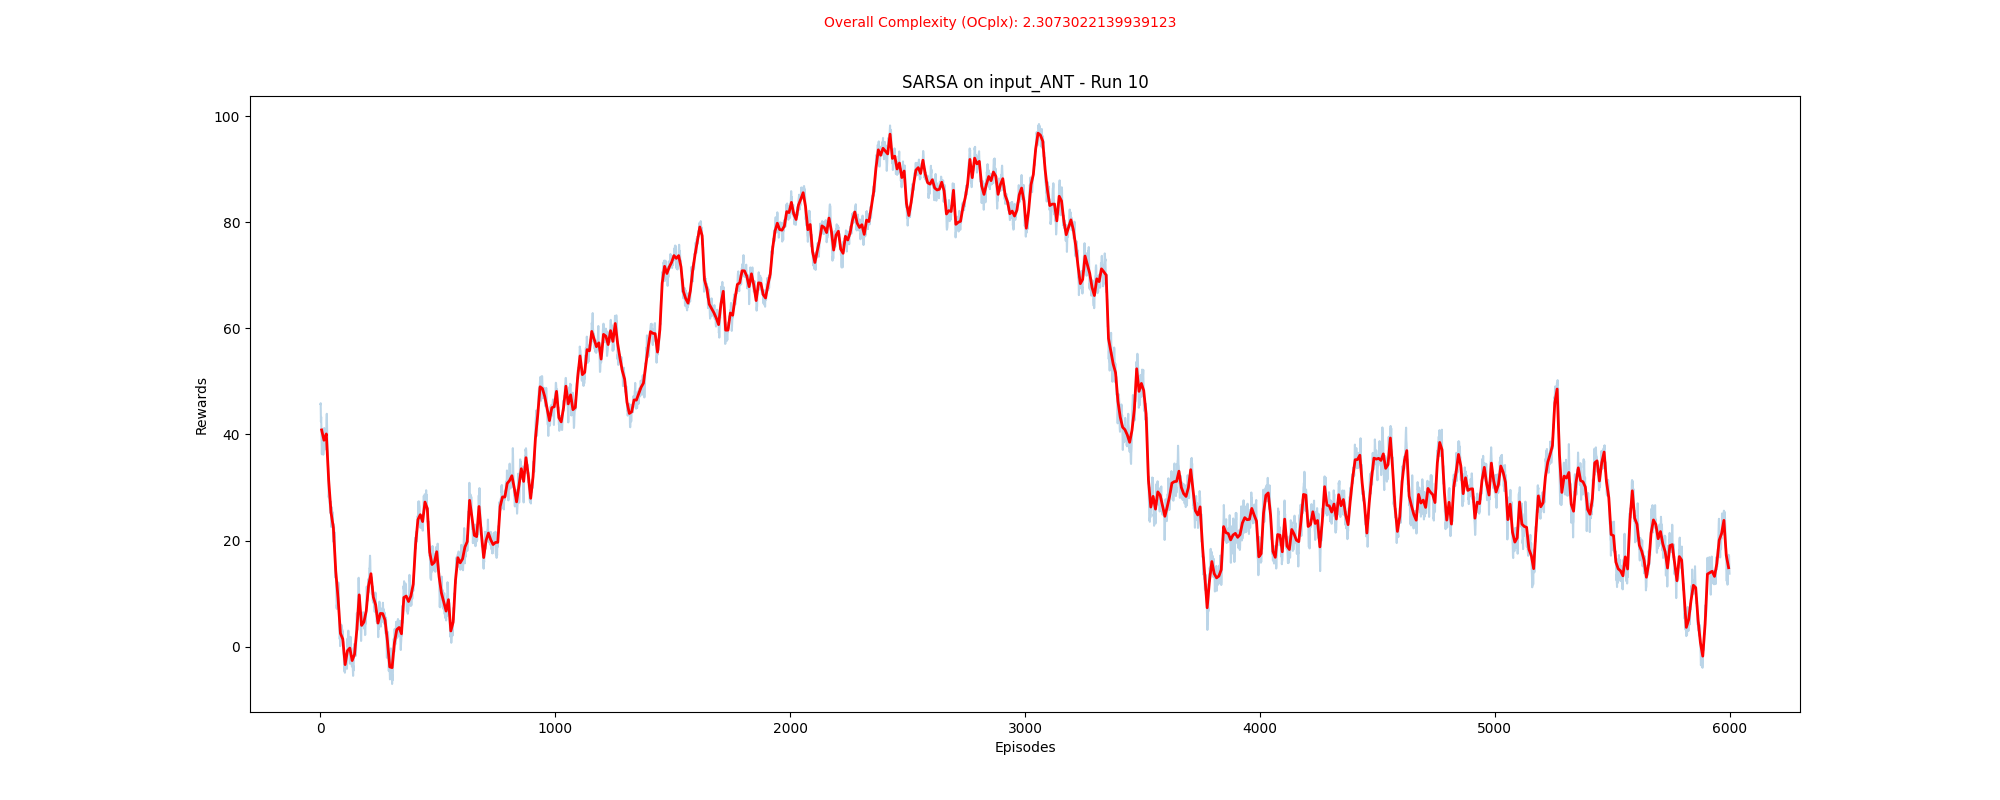 Overall Complexity (OCplx): 2.3073022139939123
SARSA on input_ANT - Run 10
100
80
60
40
20
0
Rewards
0 1000 2000 3000 4000 5000 6000
Episodes